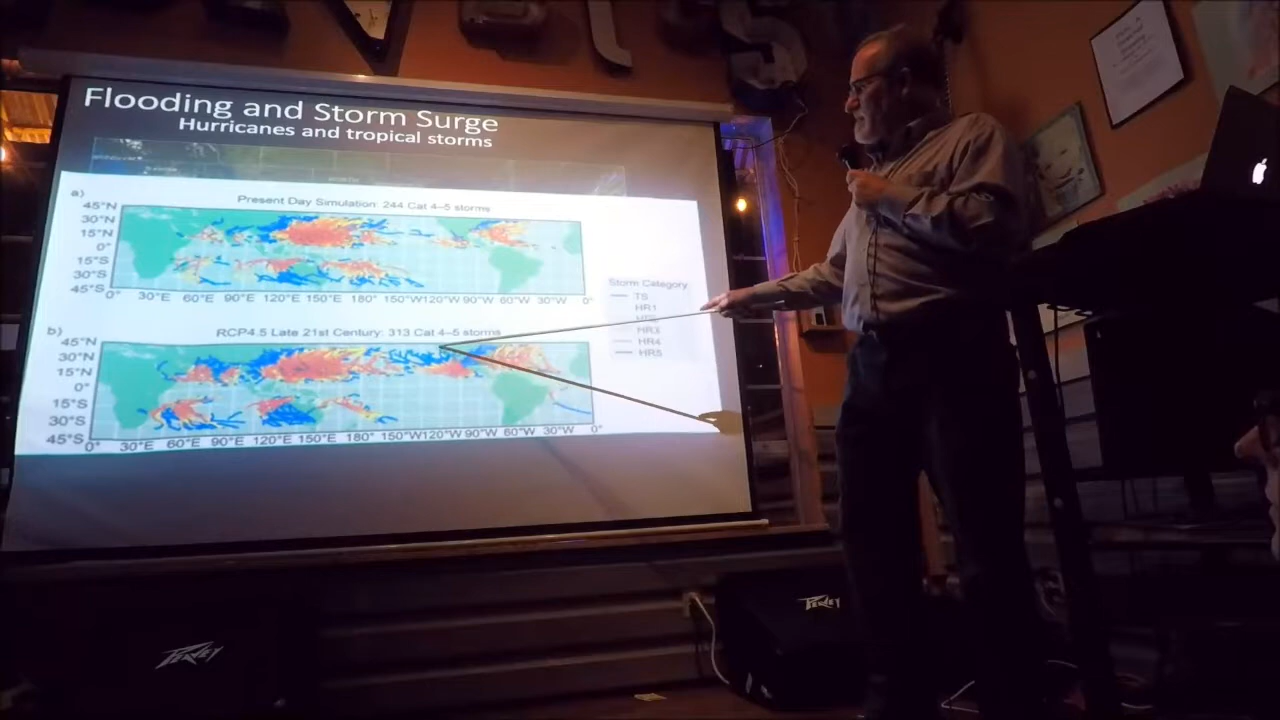 Flooding and Storm Surge
Hurricanes and tropical storms
a)
Present Day Simulation: 244 Cat 4–5 storms
45°N
30°N
15°N
0°
15°S
30°S
45°S
0° 30°E 60°E 90°E 120°E 150°E 180° 150°W 120°W 90°W 60°W 30°W 0°
Storm Category
TS
HR1
HR3
HR4
HR5
b)
RCP4.5 Late 21st Century: 313 Cat 4–5 storms
45°N
30°N
15°N
0°
15°S
30°S
45°S
0° 30°E 60°E 90°E 120°E 150°E 180° 150°W 120°W 90°W 60°W 30°W 0°
PEAVEY
PEAVEY